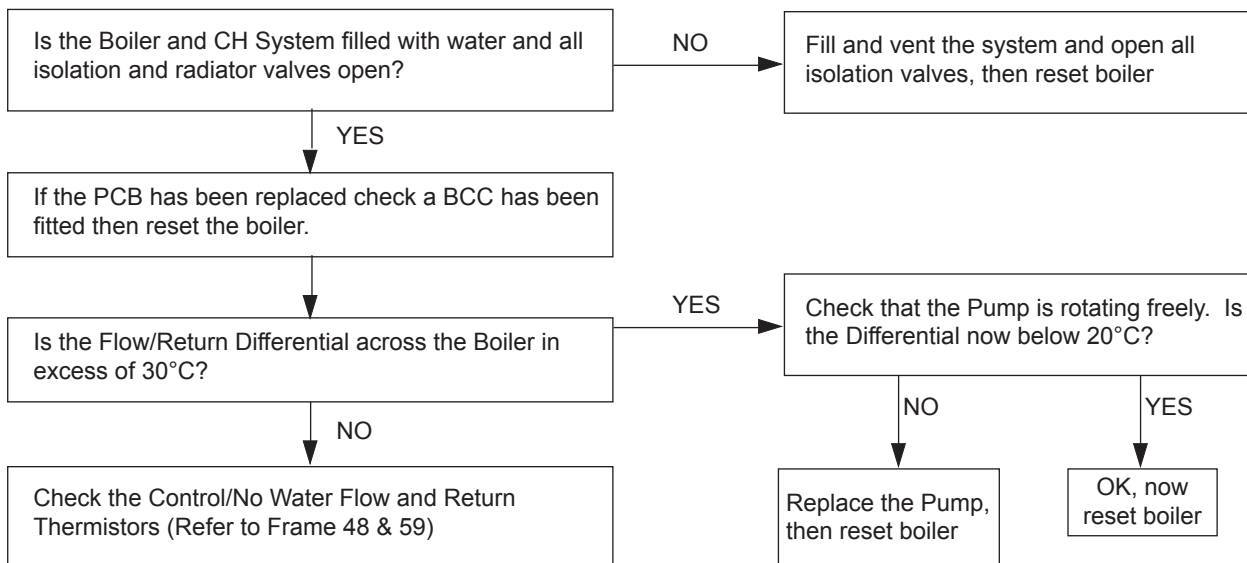 Is the Boiler and CH System filled with water and all
isolation and radiator valves open?
NO
Fill and vent the system and open all
isolation valves, then reset boiler
YES
If the PCB has been replaced check a BCC has been
fitted then reset the boiler.
Is the Flow/Return Differential across the Boiler in
excess of 30°C?
YES
Check that the Pump is rotating freely.  Is
the Differential now below 20°C?
NO
Check the Control/No Water Flow and Return
Thermistors (Refer to Frame 48 & 59)
NO
Replace the Pump,
then reset boiler
YES
OK, now
reset boiler